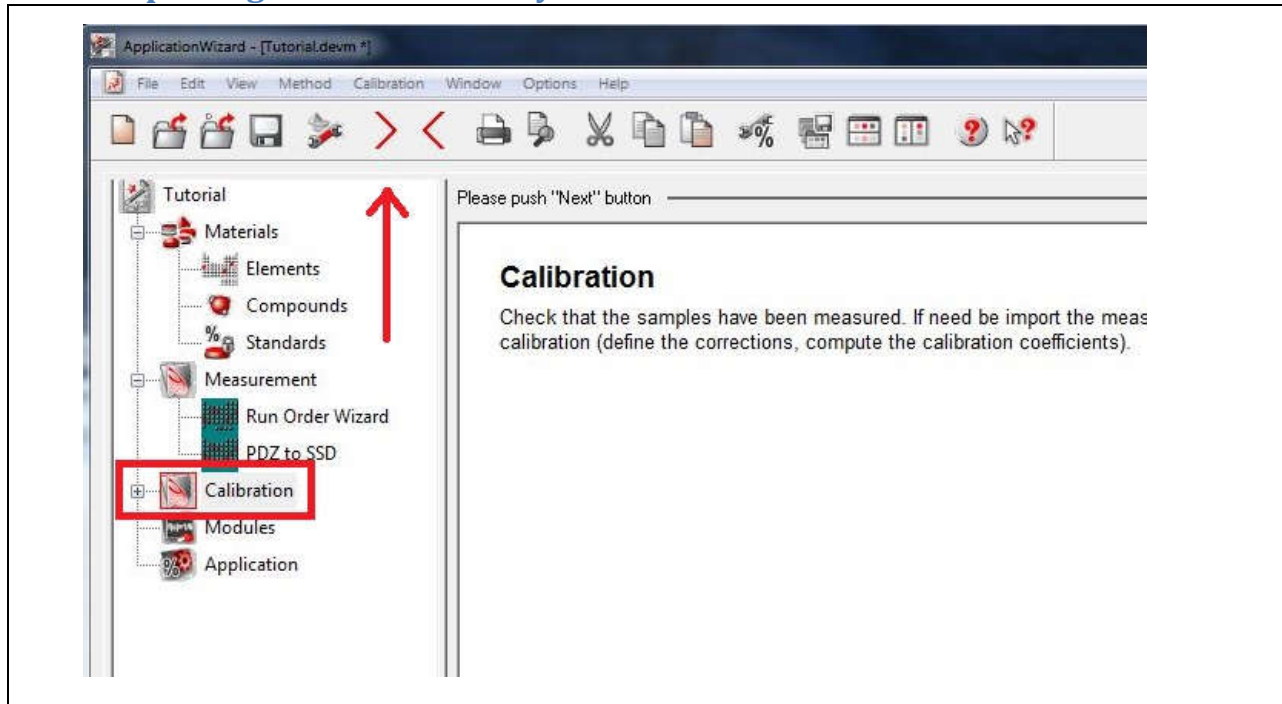 ApplicationWizard - [Tutorial.devm *]
File Edit View Method Calibration Window Options Help
Tutorial
Materials
Elements
Compounds
Standards
Measurement
Run Order Wizard
PDZ to SSD
Calibration
Modules
Application
Please push "Next" button
Calibration
Check that the samples have been measured. If need be import the meas
calibration (define the corrections, compute the calibration coefficients).